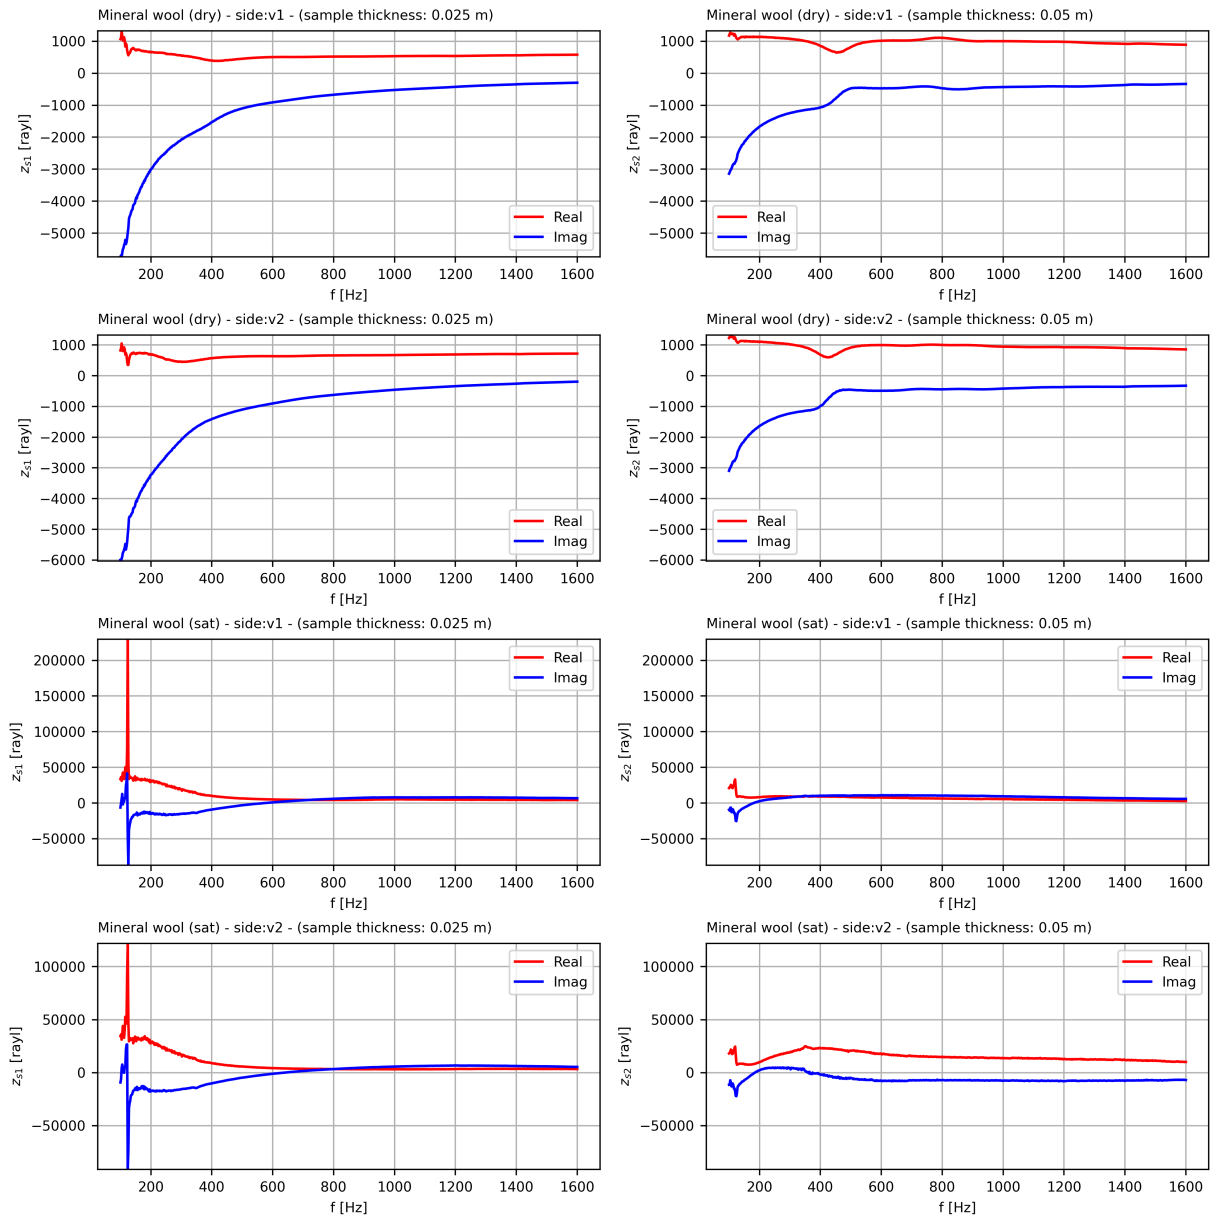 Mineral wool (dry) - side:v1 - (sample thickness: 0.025 m)
1000
0
−1000
−2000
−3000
−4000
−5000
z_s1 [rayl]
Real
Imag
200 400 600 800 1000 1200 1400 1600
f [Hz]
Mineral wool (dry) - side:v1 - (sample thickness: 0.05 m)
1000
0
−1000
−2000
−3000
−4000
−5000
z_s2 [rayl]
Real
Imag
200 400 600 800 1000 1200 1400 1600
f [Hz]
Mineral wool (dry) - side:v2 - (sample thickness: 0.025 m)
1000
0
−1000
−2000
−3000
−4000
−5000
−6000
z_s1 [rayl]
Real
Imag
200 400 600 800 1000 1200 1400 1600
f [Hz]
Mineral wool (dry) - side:v2 - (sample thickness: 0.05 m)
1000
0
−1000
−2000
−3000
−4000
−5000
−6000
z_s2 [rayl]
Real
Imag
200 400 600 800 1000 1200 1400 1600
f [Hz]
Mineral wool (sat) - side:v1 - (sample thickness: 0.025 m)
200000
150000
100000
50000
0
−50000
z_s1 [rayl]
Real
Imag
200 400 600 800 1000 1200 1400 1600
f [Hz]
Mineral wool (sat) - side:v1 - (sample thickness: 0.05 m)
200000
150000
100000
50000
0
−50000
z_s2 [rayl]
Real
Imag
200 400 600 800 1000 1200 1400 1600
f [Hz]
Mineral wool (sat) - side:v2 - (sample thickness: 0.025 m)
100000
50000
0
−50000
z_s1 [rayl]
Real
Imag
200 400 600 800 1000 1200 1400 1600
f [Hz]
Mineral wool (sat) - side:v2 - (sample thickness: 0.05 m)
100000
50000
0
−50000
z_s2 [rayl]
Real
Imag
200 400 600 800 1000 1200 1400 1600
f [Hz]